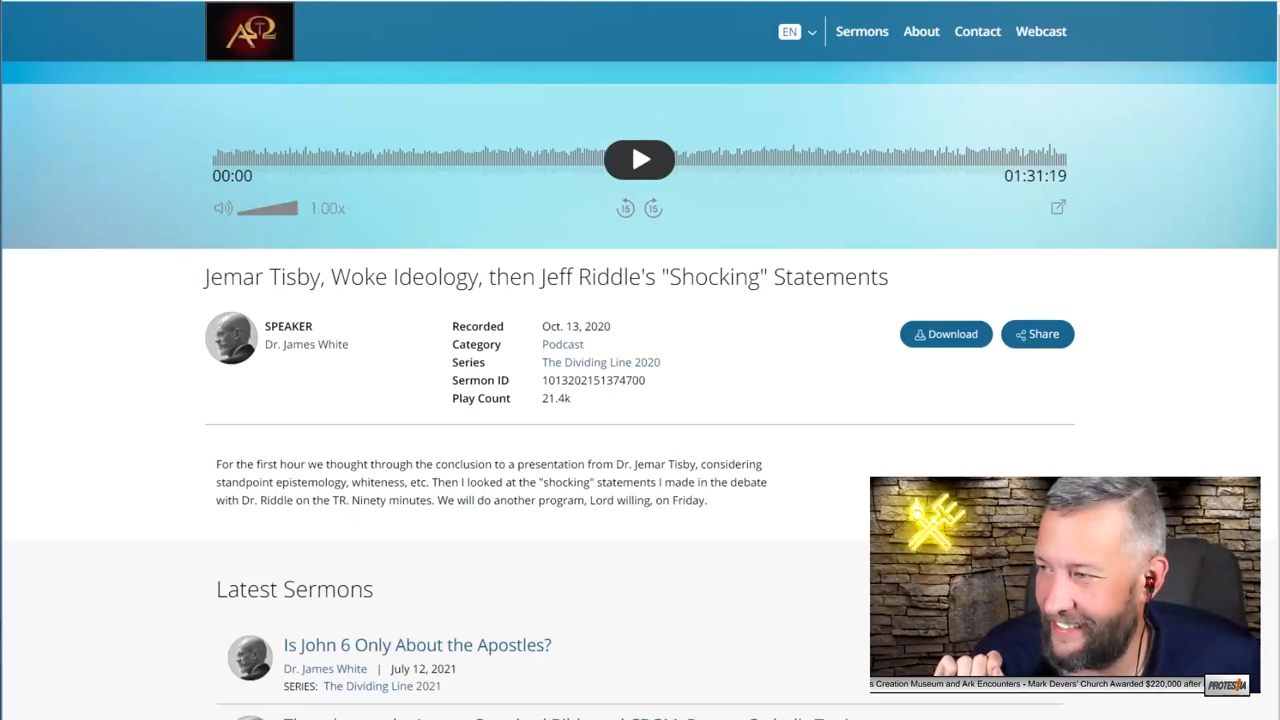 ΑΩ
EN
Sermons
About
Contact
Webcast
00:00
01:31:19
1.00x
15
15
Jemar Tisby, Woke Ideology, then Jeff Riddle's "Shocking" Statements
SPEAKER
Dr. James White
Recorded Oct. 13, 2020
Category Podcast
Series The Dividing Line 2020
Sermon ID 1013202151374700
Play Count 21.4k
Download
Share
For the first hour we thought through the conclusion to a presentation from Dr. Jemar Tisby, considering
standpoint epistemology, whiteness, etc. Then I looked at the "shocking" statements I made in the debate
with Dr. Riddle on the TR. Ninety minutes. We will do another program, Lord willing, on Friday.
Latest Sermons
Is John 6 Only About the Apostles?
Dr. James White | July 12, 2021
SERIES: The Dividing Line 2021
s Creation Museum and Ark Encounters - Mark Devers' Church Awarded $220,000 after
PROTESTIA